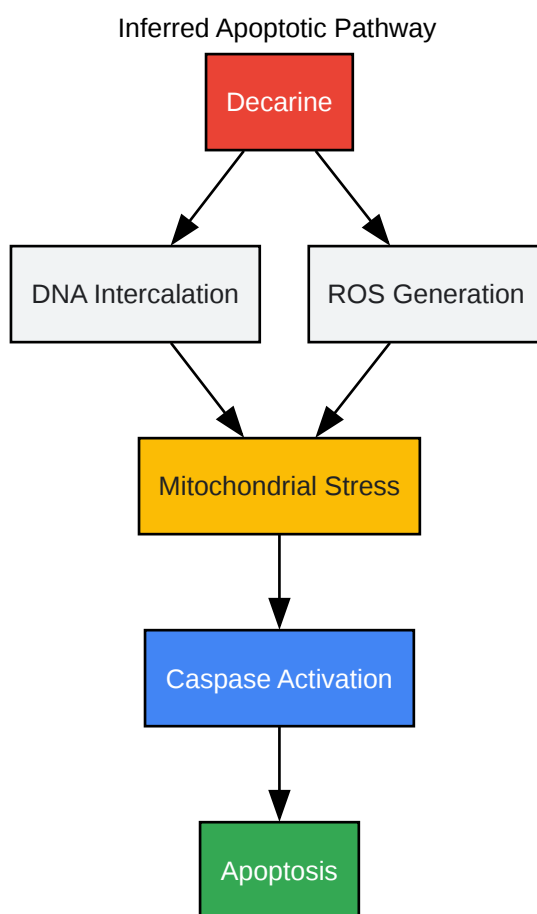 Inferred Apoptotic Pathway
Decarine
DNA Intercalation
ROS Generation
Mitochondrial Stress
Caspase Activation
Apoptosis